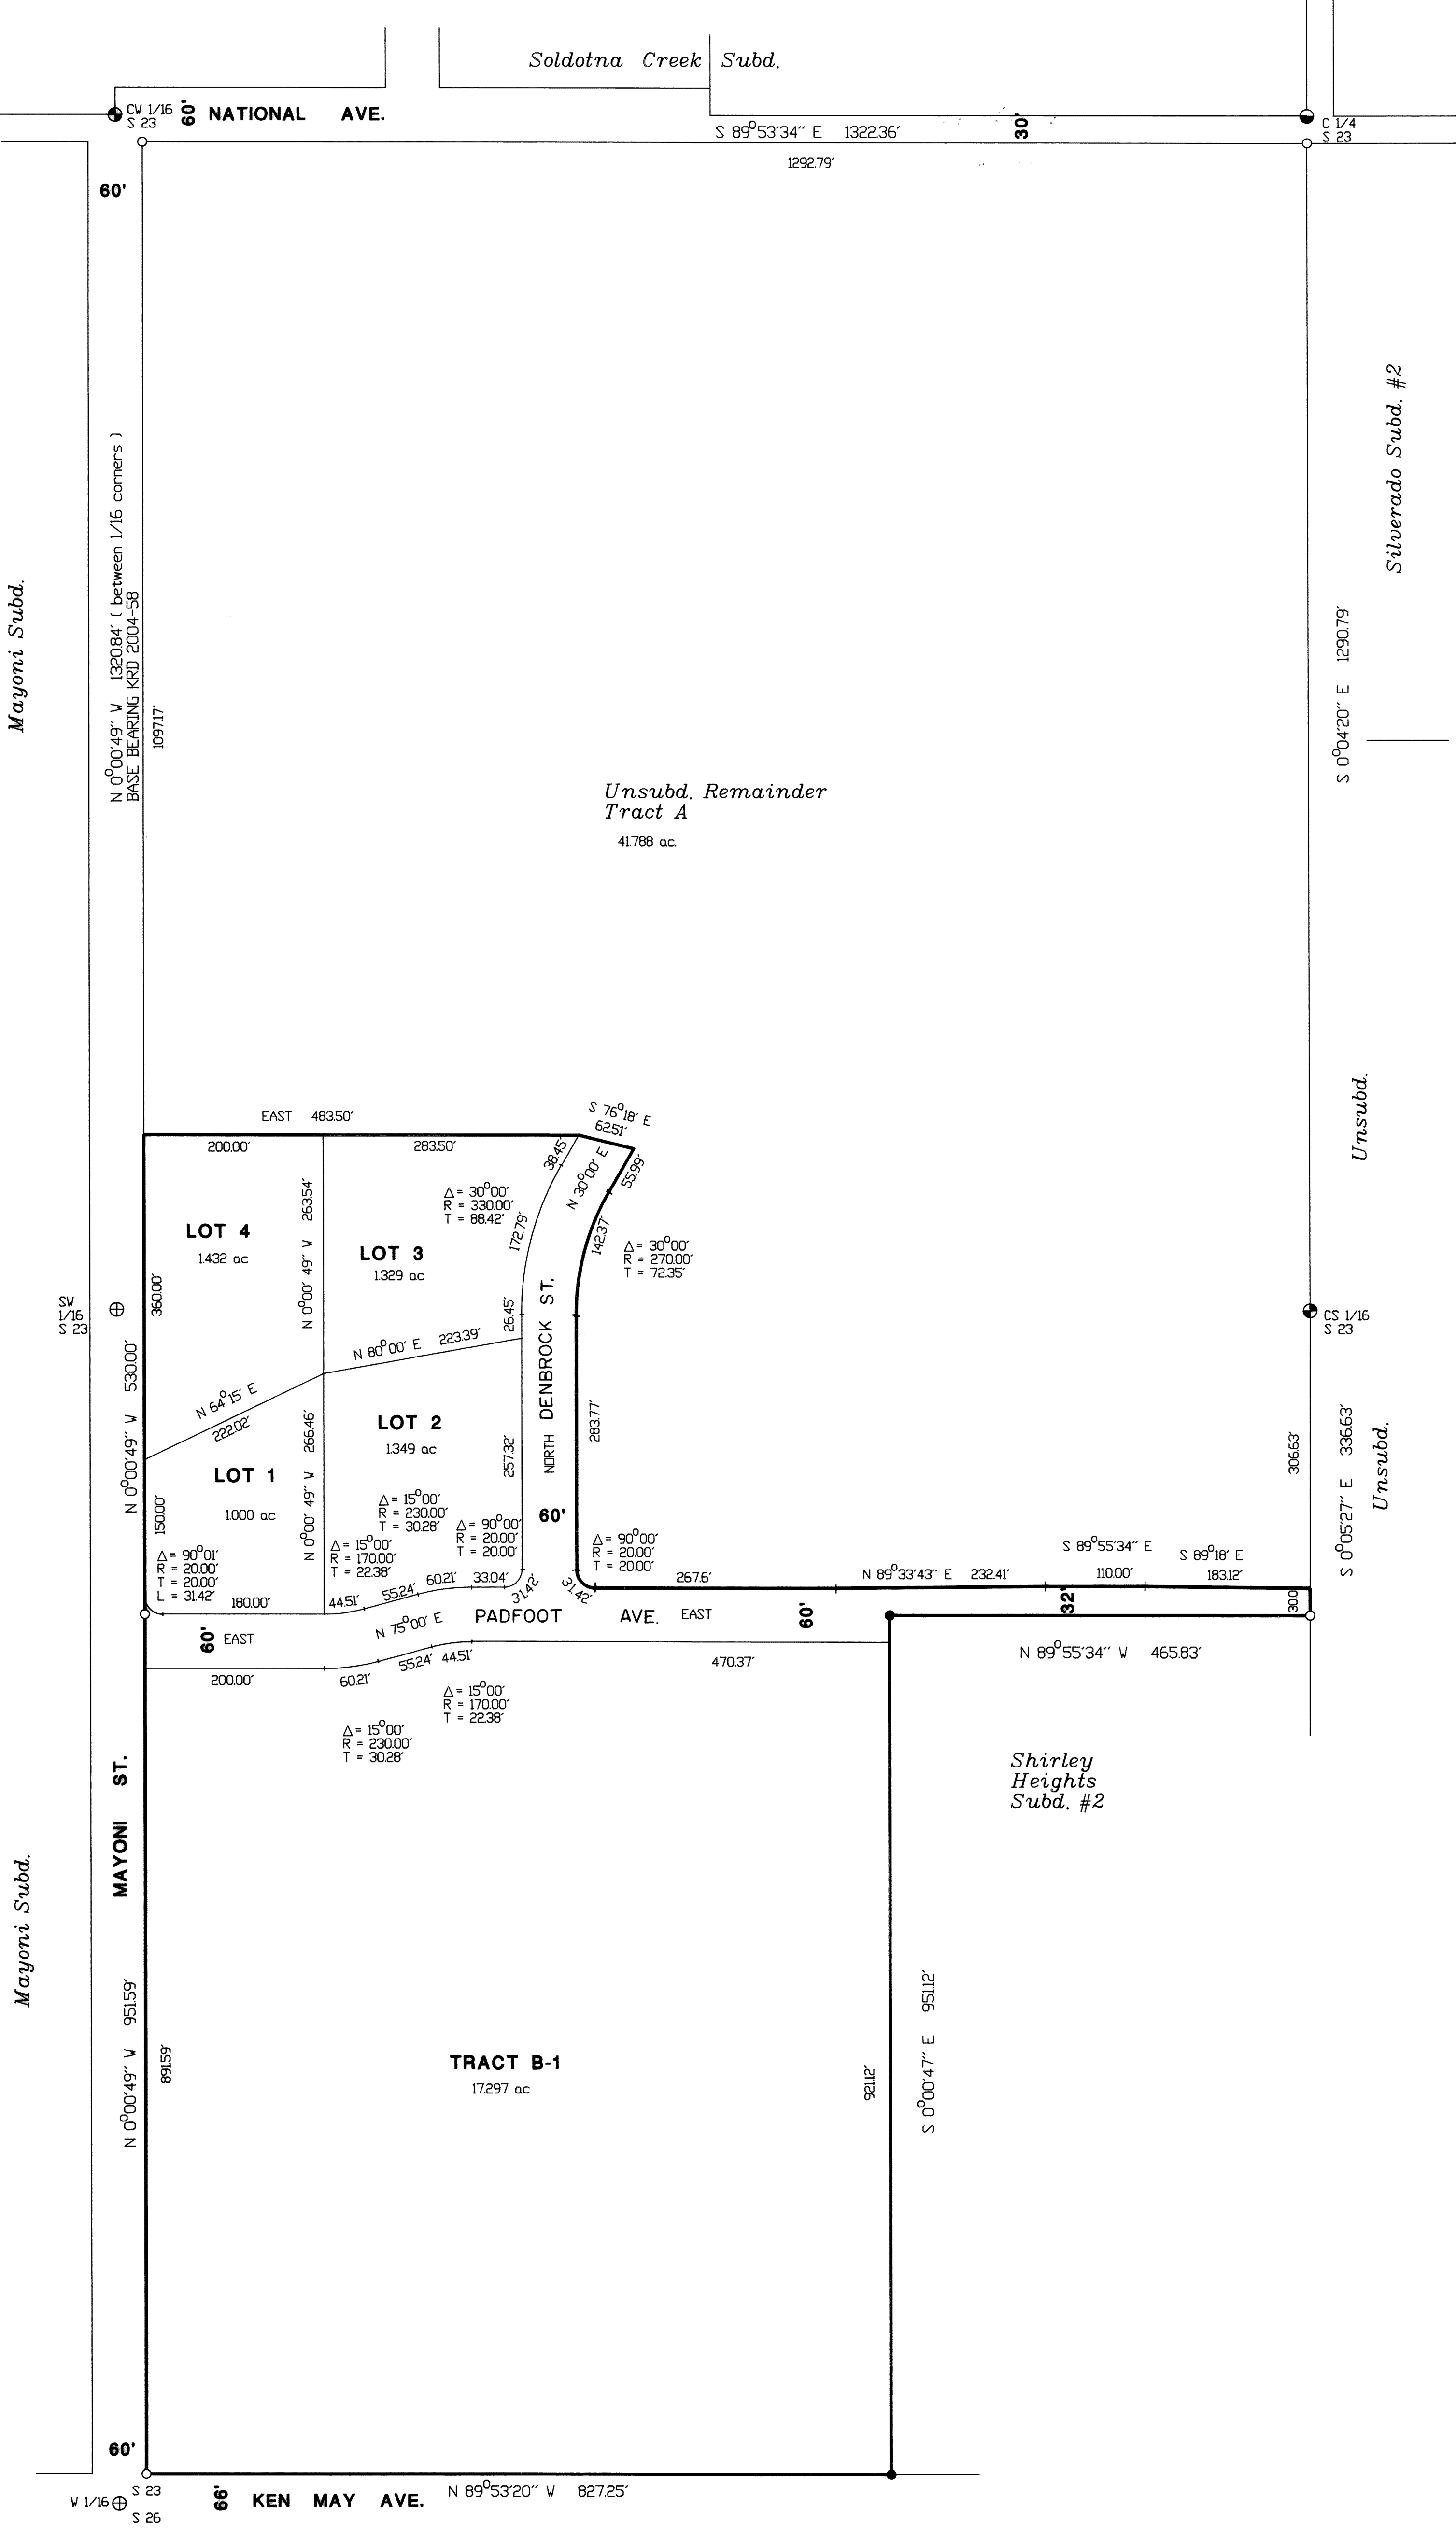 Soldotna Creek Subd.
CW 1/16
S 23
60'
NATIONAL AVE.
S 89°53'34" E 1322.36'
30'
C 1/4
S 23
1292.79'
60'
N 0°00'49" W 1320.84' ( between 1/16 corners )
BASE BEARING KRD 2004-58
1097.17'
Mayoni Subd.
Silverado Subd. #2
S 0°04'20" E 1290.79'
Unsubd. Remainder
Tract A
41.788 ac.
Unsubd.
EAST 483.50'
S 76°18' E
62.51'
200.00'
283.50'
38.45'
N 30°00' E
55.99'
LOT 4
1.432 ac
N 0°00' 49" W 263.54'
Δ= 30°00'
R = 330.00'
T = 88.42'
172.79'
142.37'
LOT 3
1.329 ac
Δ= 30°00'
R = 270.00'
T = 72.35'
360.00'
SW
1/16
S 23
26.45'
CS 1/16
S 23
N 0°00'49" W 530.00'
N 80°00' E 223.39'
N 64°15' E
222.02'
NORTH DENBROCK ST.
LOT 2
1.349 ac
N 0°00' 49" W 266.46'
257.32'
283.77'
306.63'
S 0°05'27" E 336.63'
Unsubd.
LOT 1
1.000 ac
150.00'
Δ= 90°01'
R = 20.00'
T = 20.00'
L = 31.42'
Δ= 15°00'
R = 230.00'
T = 30.28'
Δ= 15°00'
R = 170.00'
T = 22.38'
Δ= 90°00'
R = 20.00'
T = 20.00'
60'
Δ= 90°00'
R = 20.00'
T = 20.00'
S 89°55'34" E
S 89°18' E
180.00'
44.51'
55.24'
60.21'
33.04'
31.42'
31.42'
267.6'
N 89°33'43" E 232.41'
110.00'
183.12'
32'
30.0
60'
EAST
N 75°00' E
PADFOOT AVE. EAST
60'
N 89°55'34" W 465.83'
200.00'
60.21'
55.24'
44.51'
470.37'
Δ= 15°00'
R = 170.00'
T = 22.38'
Δ= 15°00'
R = 230.00'
T = 30.28'
MAYONI ST.
Shirley
Heights
Subd. #2
Mayoni Subd.
N 0°00'49" W 951.59'
891.59'
TRACT B-1
17.297 ac
921.12'
S 0°00'47" E 951.12'
60'
W 1/16
S 23
S 26
66'
KEN MAY AVE.
N 89°53'20" W 827.25'